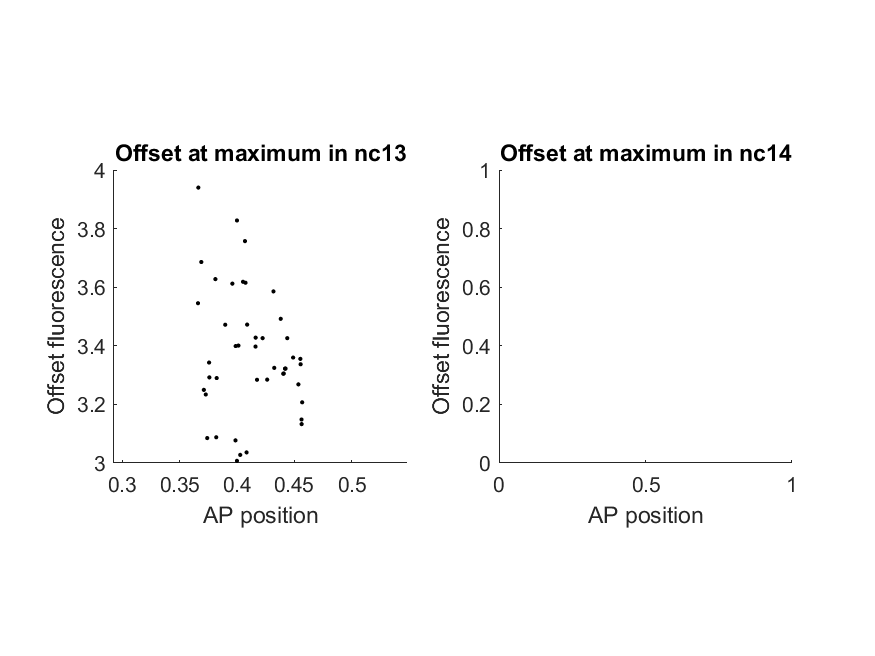 Offset at maximum in nc13
Offset fluorescence
4
3.8
3.6
3.4
3.2
3
0.3 0.35 0.4 0.45 0.5
AP position
Offset at maximum in nc14
Offset fluorescence
1
0.8
0.6
0.4
0.2
0
0 0.5 1
AP position